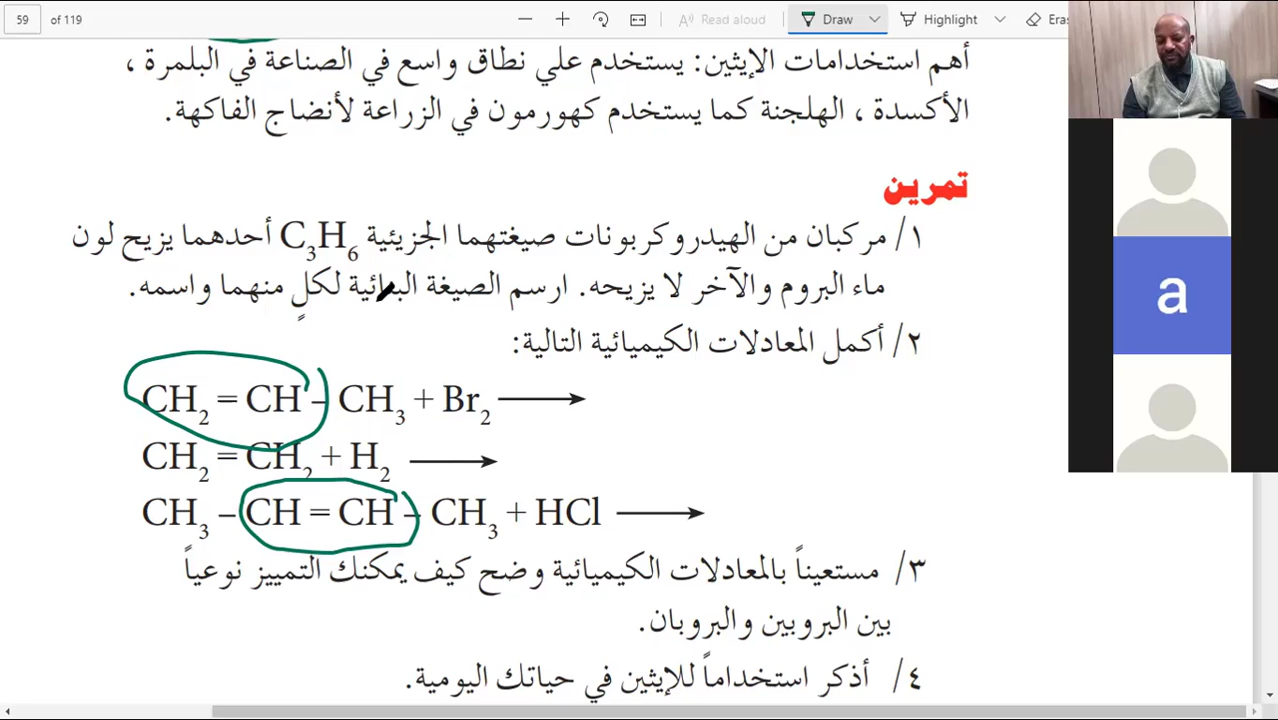 59 of 119
Read aloud
Draw
Highlight
Eras
أهم استخدامات الإيثين: يستخدم علي نطاق واسع في الصناعة في البلمرة ،
الأكسدة ، الهلجنة كما يستخدم كهورمون في الزراعة لأنضاج الفاكهة.
تمرين
١/ مركبان من الهيدروكربونات صيغتهما الجزيئية C₃H₆ أحدهما يزيح لون
ماء البروم والآخر لا يزيحه. ارسم الصيغة البنائية لكلٍ منهما واسمه.
٢/ أكمل المعادلات الكيميائية التالية:
CH₂ = CH – CH₃ + Br₂ ⟶
CH₂ = CH₂ + H₂ ⟶
CH₃ – CH = CH – CH₃ + HCl ⟶
٣/ مستعيناً بالمعادلات الكيميائية وضح كيف يمكنك التمييز نوعياً
بين البروبين والبروبان.
٤/ أذكر استخداماً للإيثين في حياتك اليومية.
a